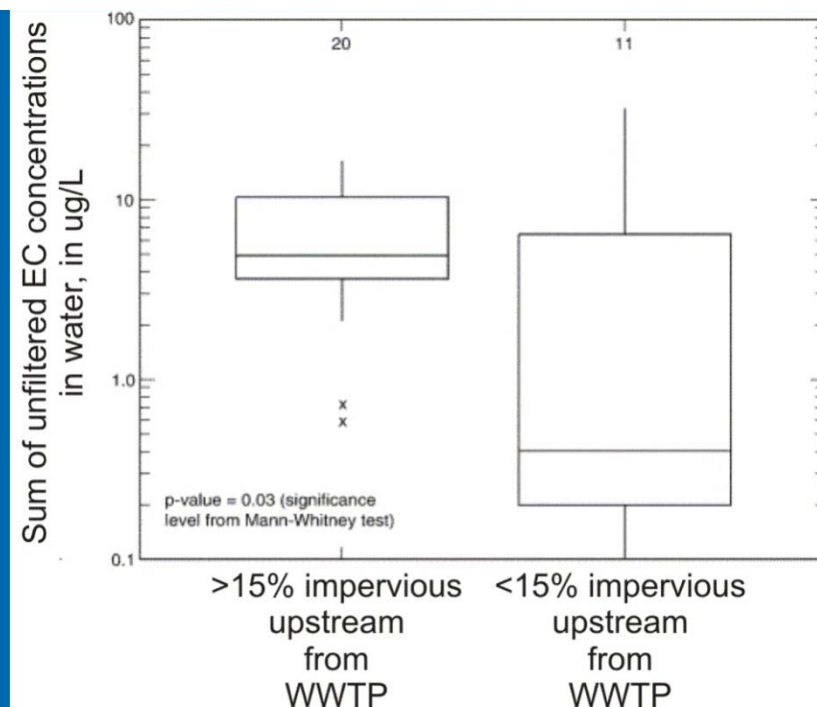 Sum of unfiltered EC concentrations
in water, in ug/L
100
10
1.0
0.1
20
11
x
x
p-value = 0.03 (significance
level from Mann-Whitney test)
>15% impervious
upstream
from
WWTP
<15% impervious
upstream
from
WWTP